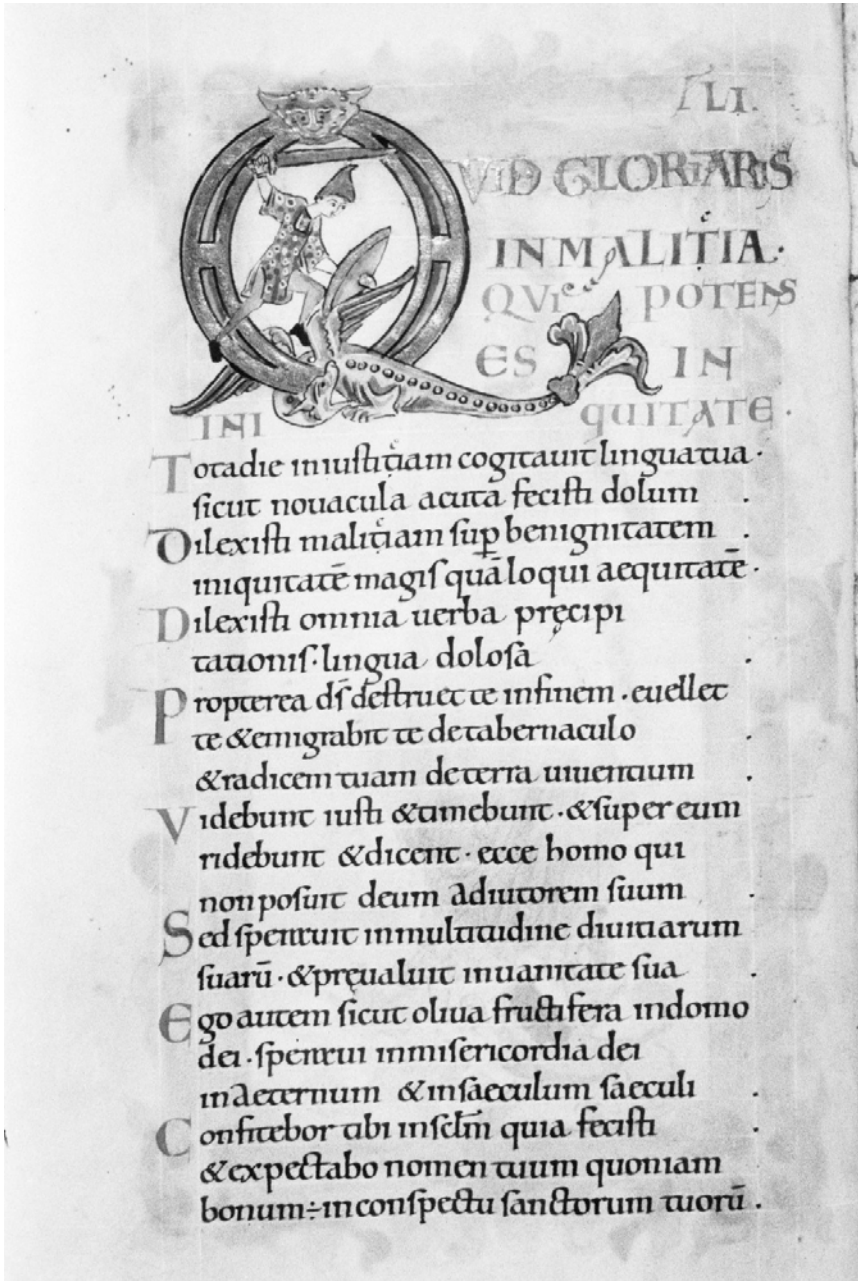 LI.
QUID GLORIARIS
IN MALITIA.
QUI POTENS
ES IN
INI QUITATE.
Tota die iniustitiam cogitauit lingua tua.
sicut nouacula acuta fecisti dolum .
Dilexisti malitiam sup benignitatem .
iniquitatē magis quā loqui aequitatē.
Dilexisti omnia uerba pręcipi
tationis. lingua dolosa .
Propterea ds̄ destruet te in finem. euellet
te & emigrabit te de tabernaculo .
& radicem tuam de terra uiuentium .
Videbunt iusti & timebunt. & super eum
ridebunt & dicent. ecce homo qui
non posuit deum adiutorem suum .
Sed sperauit in multitudine diuitiarum
suarū. & pręualuit in uanitate sua .
Ego autem sicut oliua fructifera in domo
dei. speraui in misericordia dei
in aeternum & in saeculum saeculi .
Confitebor tibi in sclm̄ quia fecisti .
& expectabo nomen tuum quoniam
bonum ÷ in conspectu sanctorum tuorū.